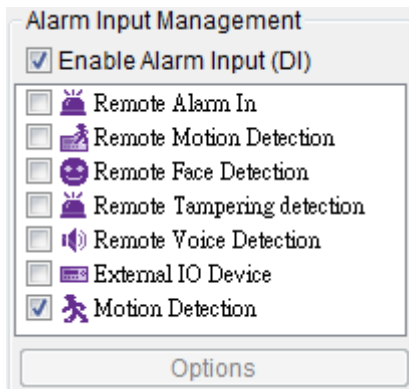 Alarm Input Management
Enable Alarm Input (DI)
Remote Alarm In
Remote Motion Detection
Remote Face Detection
Remote Tampering detection
Remote Voice Detection
External IO Device
Motion Detection
Options